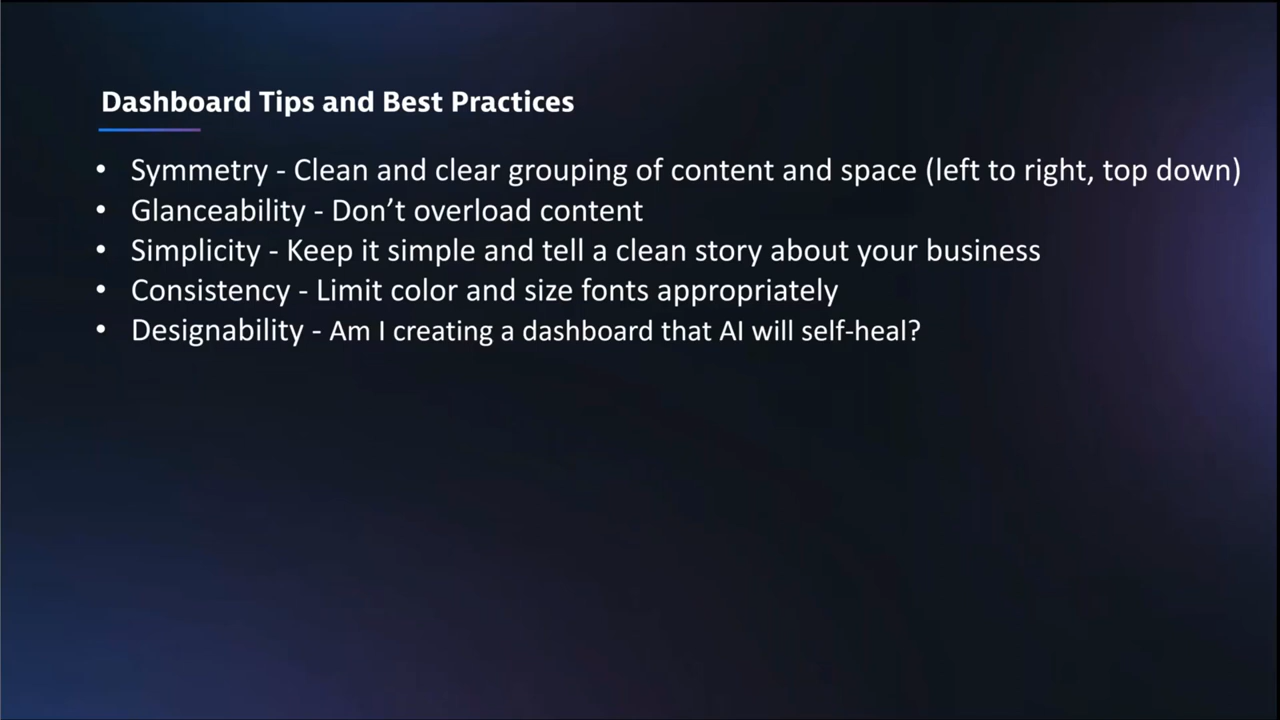 Dashboard Tips and Best Practices
• Symmetry - Clean and clear grouping of content and space (left to right, top down)
• Glanceability - Don’t overload content
• Simplicity - Keep it simple and tell a clean story about your business
• Consistency - Limit color and size fonts appropriately
• Designability - Am I creating a dashboard that AI will self-heal?